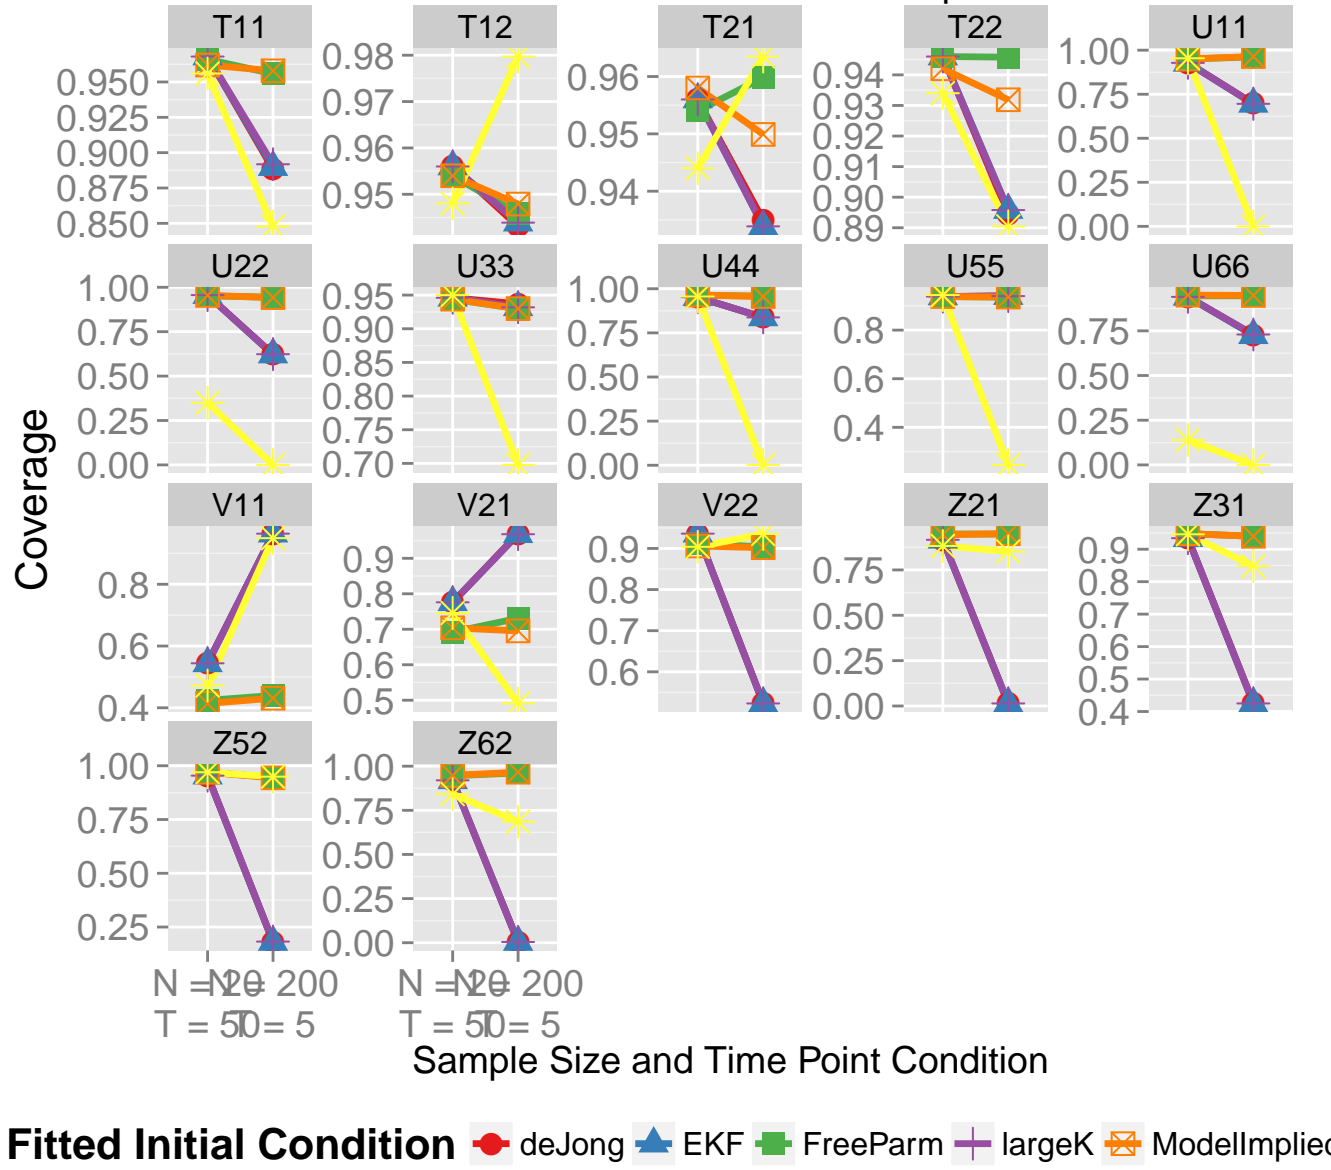 T11 T12 T21 T22 U11
0.950 0.925 0.900 0.875 0.850
0.98 0.97 0.96 0.95
0.96 0.95 0.94
0.94 0.93 0.92 0.91 0.90 0.89
1.00 0.75 0.50 0.25 0.00
U22 U33 U44 U55 U66
1.00 0.75 0.50 0.25 0.00
0.95 0.90 0.85 0.80 0.75 0.70
1.00 0.75 0.50 0.25 0.00
0.8 0.6 0.4
0.75 0.50 0.25 0.00
Coverage
V11 V21 V22 Z21 Z31
0.8 0.6 0.4
0.9 0.8 0.7 0.6 0.5
0.9 0.8 0.7 0.6
0.75 0.50 0.25 0.00
0.9 0.8 0.7 0.6 0.5 0.4
Z52 Z62
1.00 0.75 0.50 0.25
1.00 0.75 0.50 0.25 0.00
N = 20 N = 200 N = 20 N = 200
T = 50 T = 5 T = 50 T = 5
Sample Size and Time Point Condition
Fitted Initial Condition deJong EKF FreeParm largeK ModelImplied